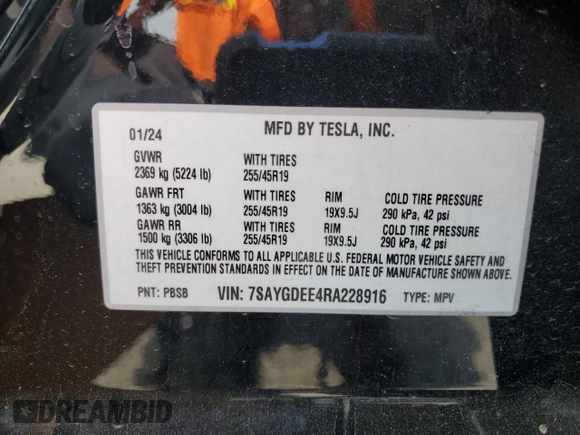 01/24 MFD BY TESLA, INC.
GVWR WITH TIRES
2369 kg (5224 lb) 255/45R19
GAWR FRT WITH TIRES RIM COLD TIRE PRESSURE
1363 kg (3004 lb) 255/45R19 19X9.5J 290 kPa, 42 psi
GAWR RR WITH TIRES RIM COLD TIRE PRESSURE
1500 kg (3306 lb) 255/45R19 19X9.5J 290 kPa, 42 psi
THIS VEHICLE CONFORMS TO ALL APPLICABLE U.S. FEDERAL MOTOR VEHICLE SAFETY AND
THEFT PREVENTION STANDARDS IN EFFECT ON THE DATE OF MANUFACTURE SHOWN ABOVE.
PNT: PBSB VIN: 7SAYGDEE4RA228916 TYPE: MPV
DREAMBID